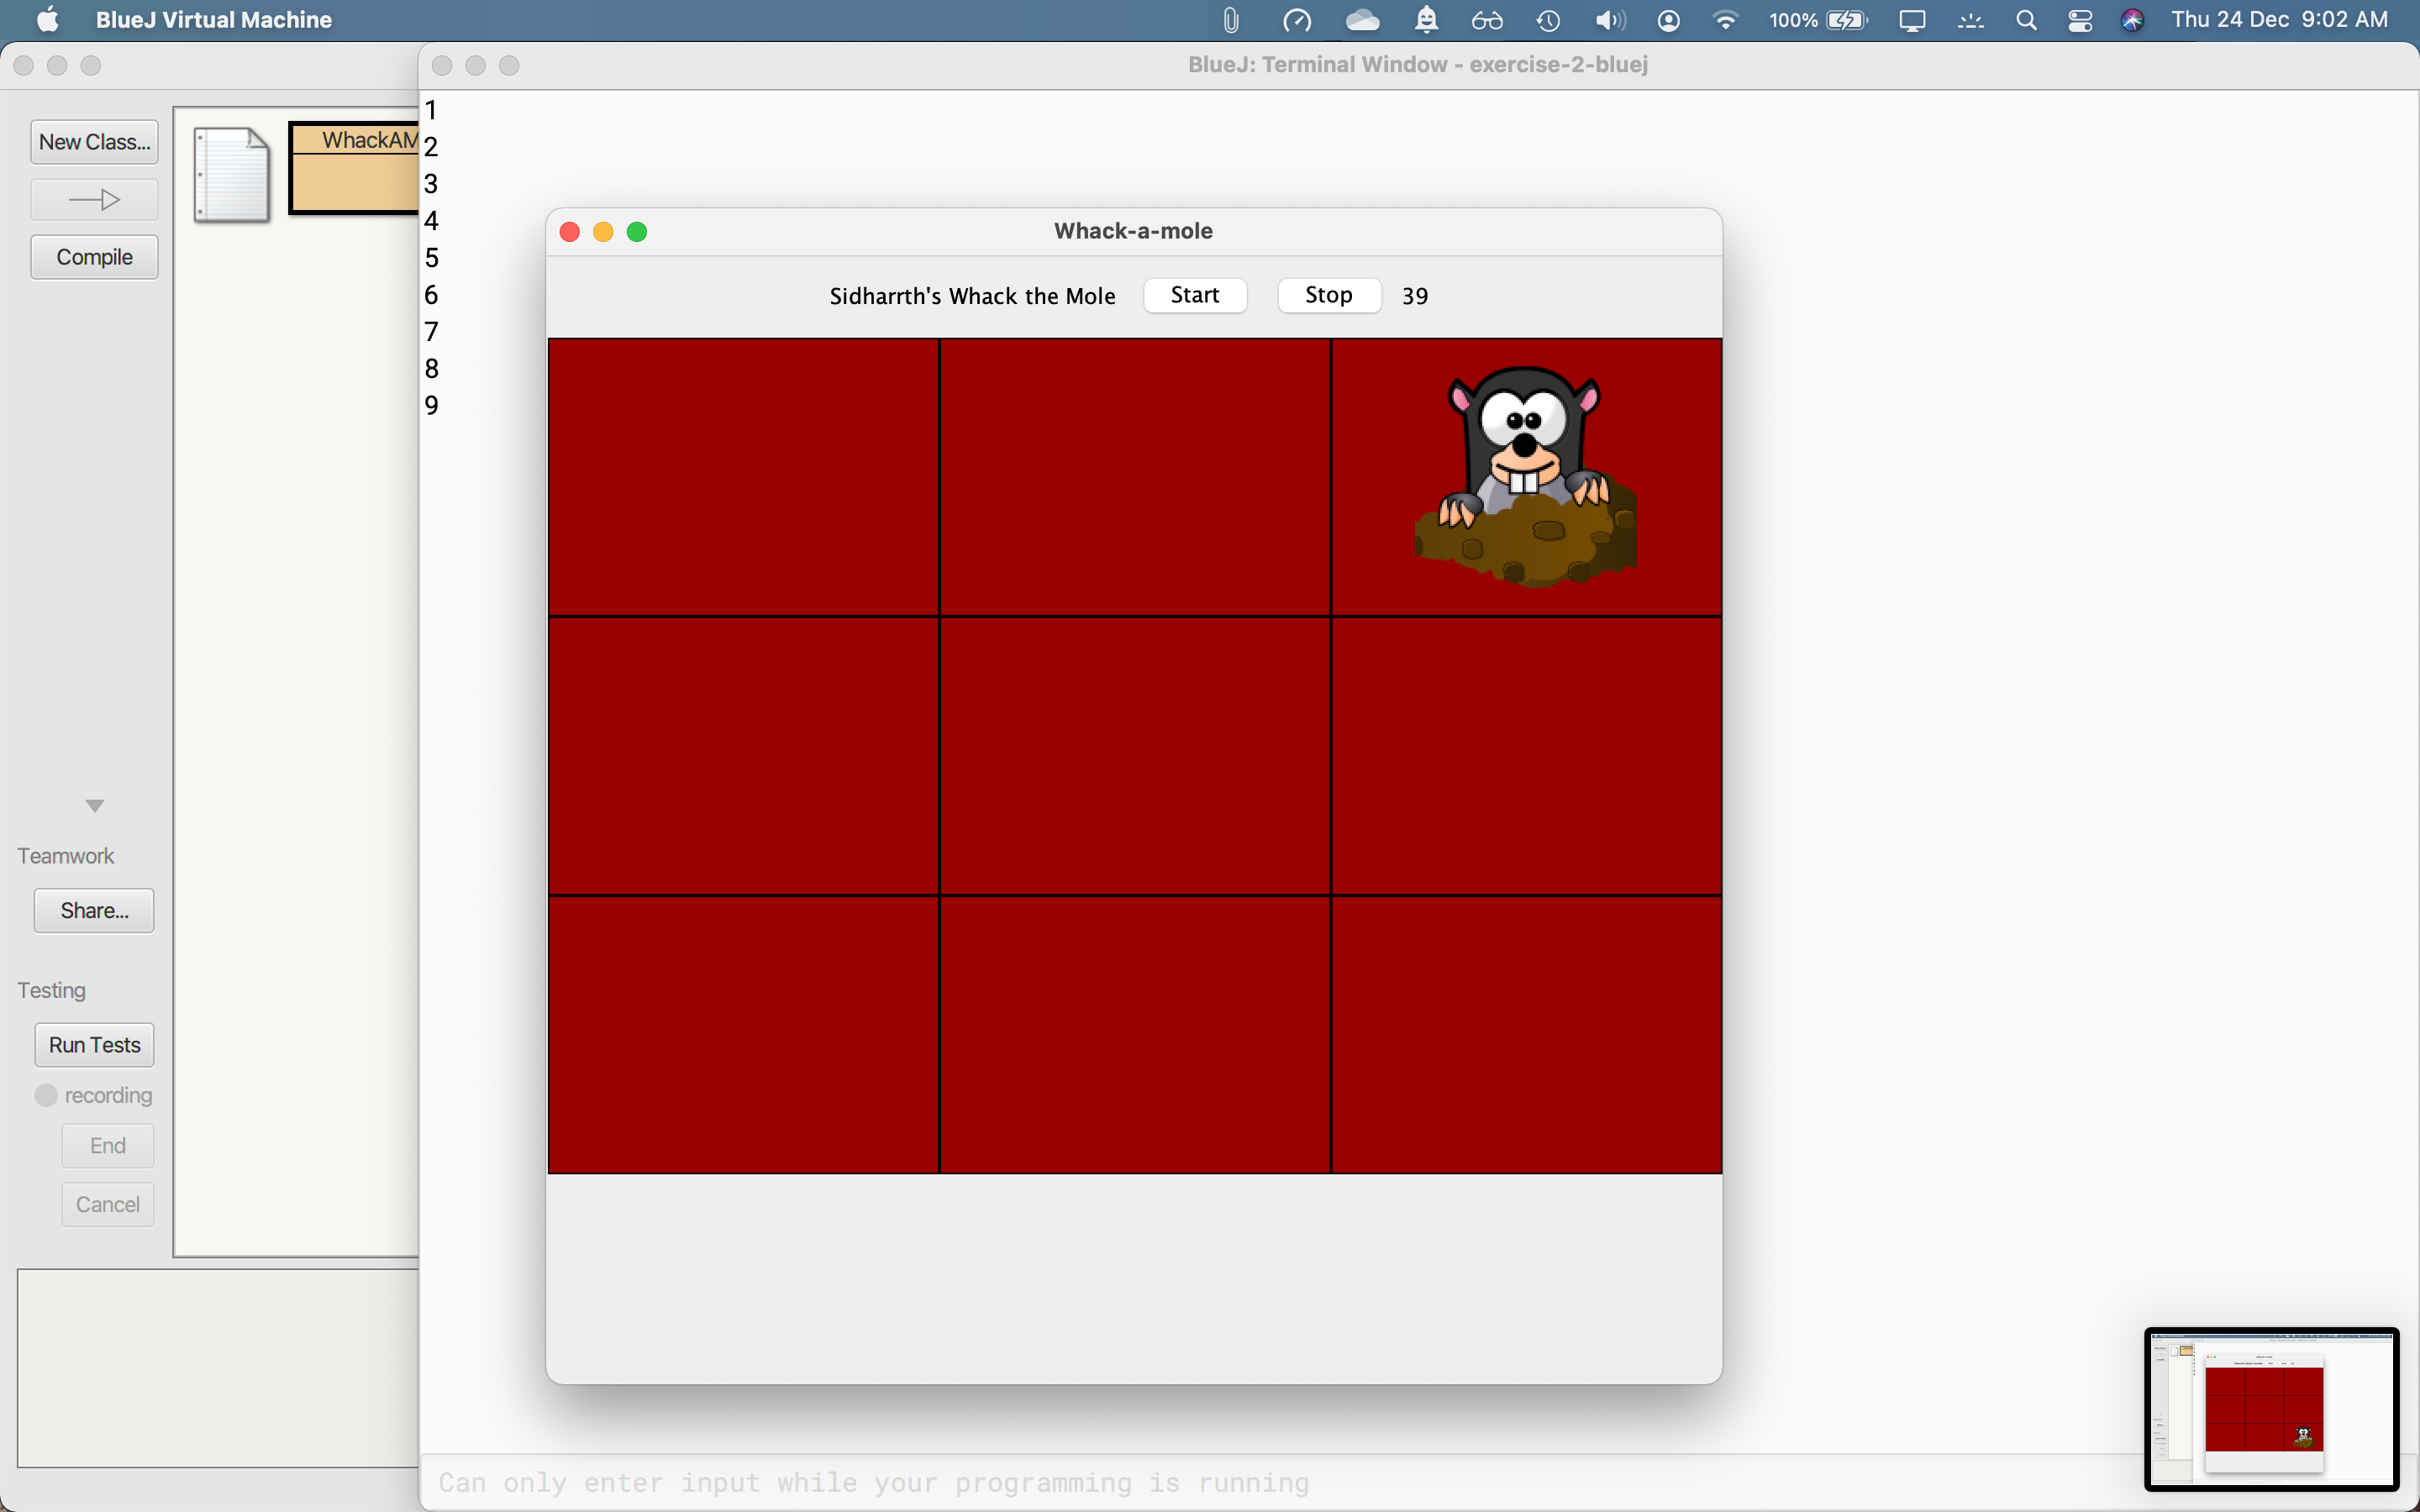 BlueJ Virtual Machine
100%
Thu 24 Dec 9:02 AM
BlueJ: Terminal Window - exercise-2-bluej
New Class...
Compile
WhackAM
1
2
3
4
5
6
7
8
9
Whack-a-mole
Sidharrth's Whack the Mole
Start
Stop
39
Teamwork
Share...
Testing
Run Tests
recording
End
Cancel
Can only enter input while your programming is running